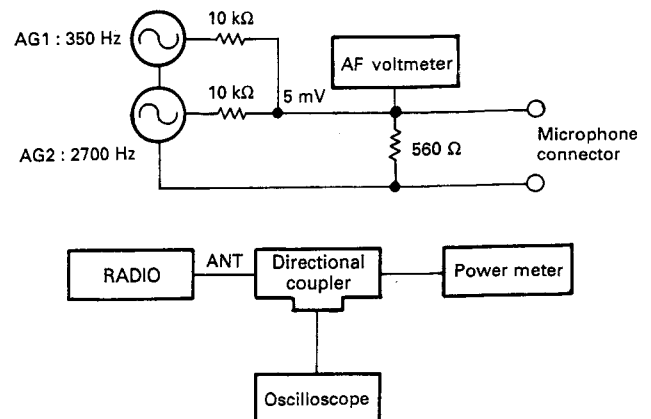 10 kΩ
AG1 : 350 Hz
AF voltmeter
10 kΩ
5 mV
AG2 : 2700 Hz
560 Ω
Microphone
connector
RADIO
ANT
Directional
coupler
Power meter
Oscilloscope